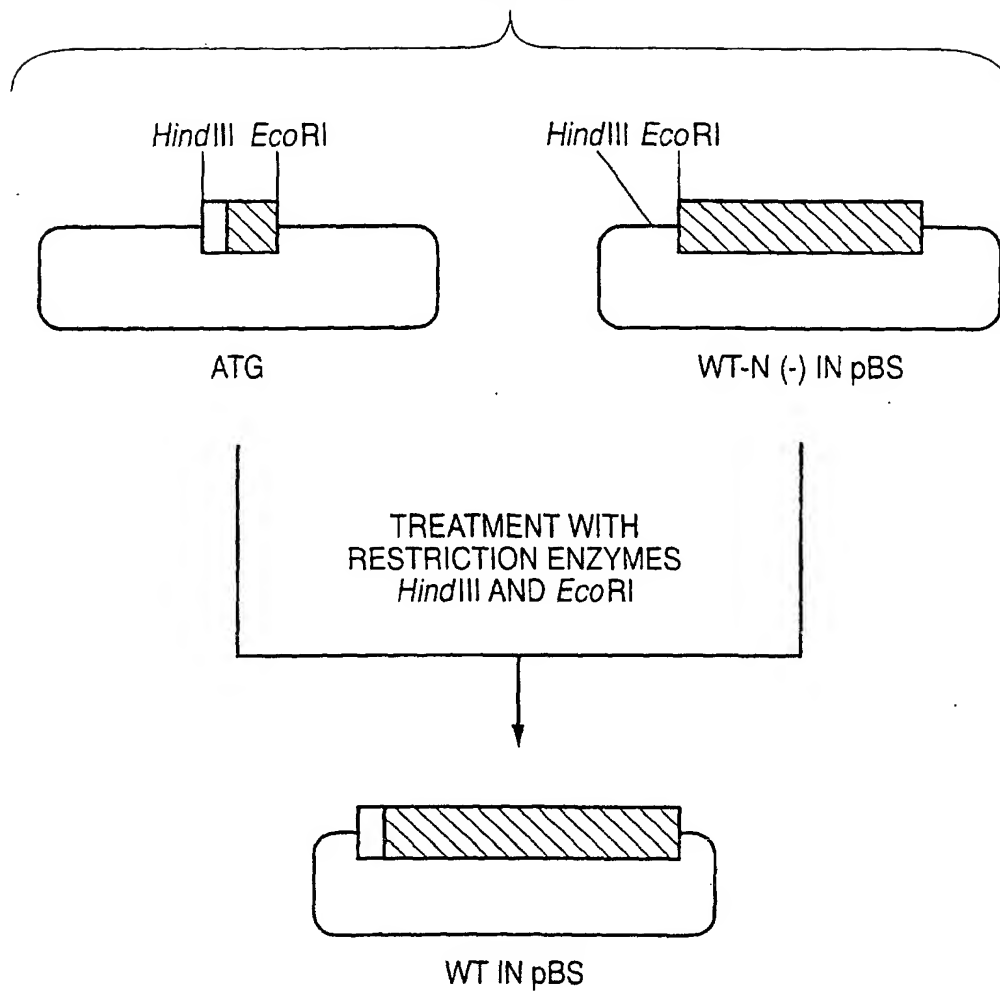 HindIII EcoRI
HindIII EcoRI
ATG
WT-N (-) IN pBS
TREATMENT WITH
RESTRICTION ENZYMES
HindIII AND EcoRI
WT IN pBS